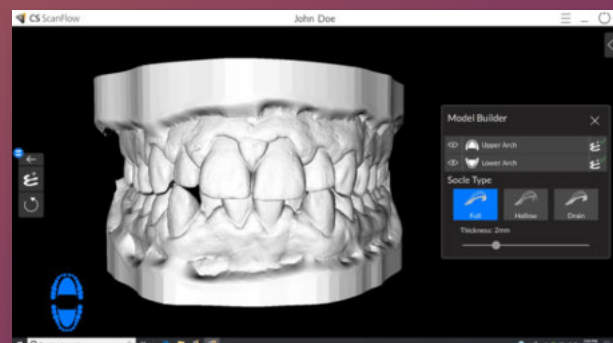 CS ScanFlow
John Doe
Model Builder
Upper Arch
Lower Arch
Socle Type
Full Hollow Drain
Thickness: 2mm